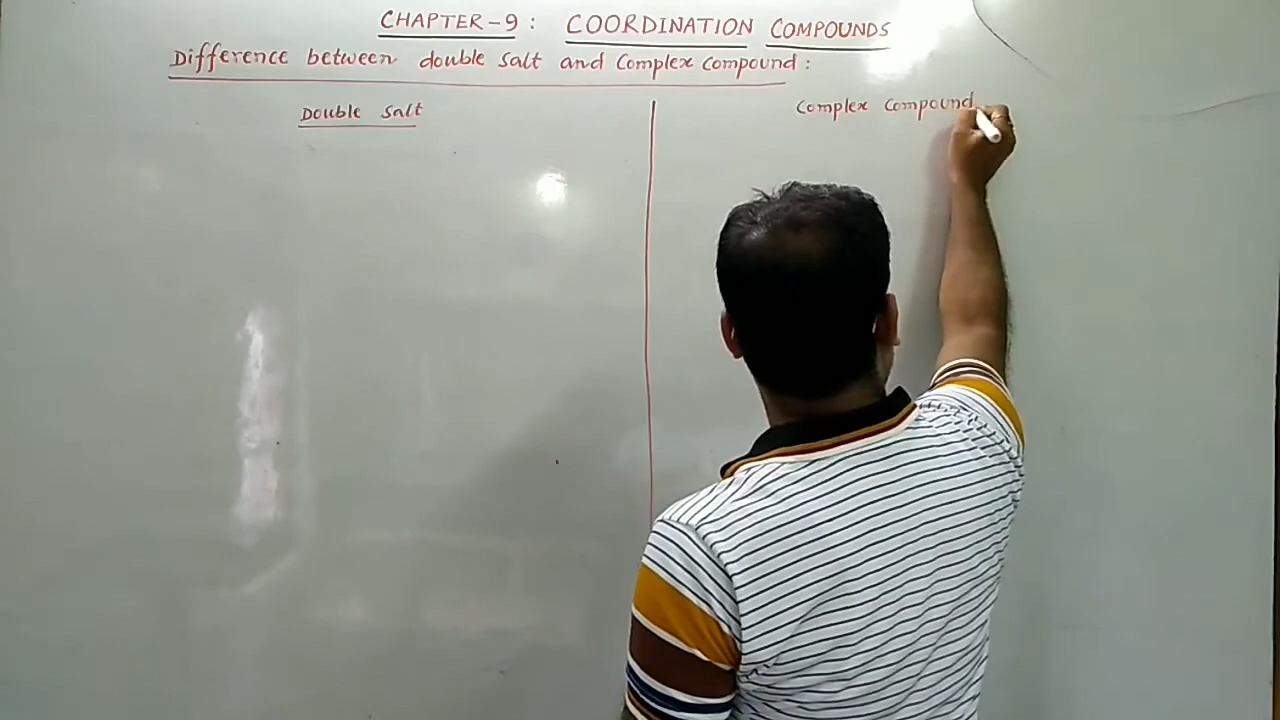 CHAPTER-9: COORDINATION COMPOUNDS
Difference between double salt and Complex Compound:
Double Salt
Complex Compound